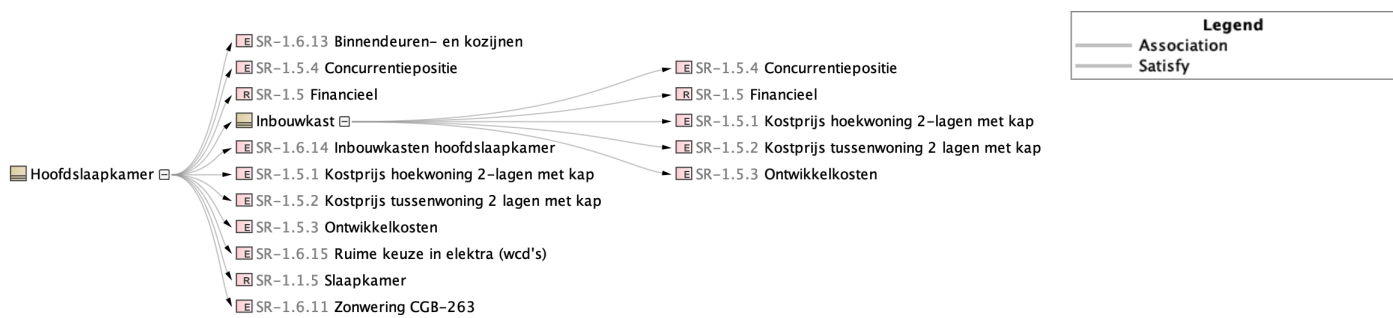 Legend
Association
Satisfy
SR-1.6.13 Binnendeuren- en kozijnen
SR-1.5.4 Concurrentiepositie
SR-1.5 Financieel
Inbouwkast
SR-1.6.14 Inbouwkasten hoofdslaapkamer
Hoofdslaapkamer
SR-1.5.1 Kostprijs hoekwoning 2-lagen met kap
SR-1.5.2 Kostprijs tussenwoning 2 lagen met kap
SR-1.5.3 Ontwikkelkosten
SR-1.6.15 Ruime keuze in elektra (wcd's)
SR-1.1.5 Slaapkamer
SR-1.6.11 Zonwering CGB-263
SR-1.5.4 Concurrentiepositie
SR-1.5 Financieel
SR-1.5.1 Kostprijs hoekwoning 2-lagen met kap
SR-1.5.2 Kostprijs tussenwoning 2 lagen met kap
SR-1.5.3 Ontwikkelkosten